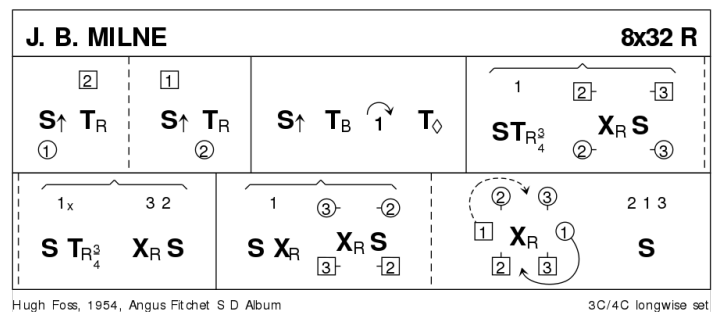 J. B. MILNE 8x32 R
2 1 1 2 3
S↑ TR S↑ TR S↑ TB 1 T◊ STR¾ XR S
1 2 2 3
1x 3 2 1 3 2 2 3 2 1 3
S TR¾ XR S S XR XR S 1 XR 1 S
3 2 2 3
Hugh Foss, 1954, Angus Fitchet S D Album 3C/4C longwise set